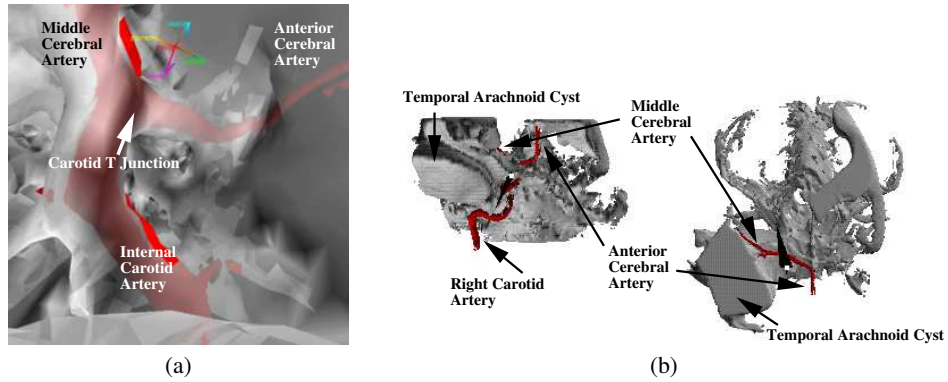 Middle
Cerebral
Artery
Anterior
Cerebral
Artery
Carotid T Junction
Internal
Carotid
Artery
(a)
Temporal Arachnoid Cyst
Middle
Cerebral
Artery
Right Carotid
Artery
Anterior
Cerebral
Artery
Temporal Arachnoid Cyst
(b)